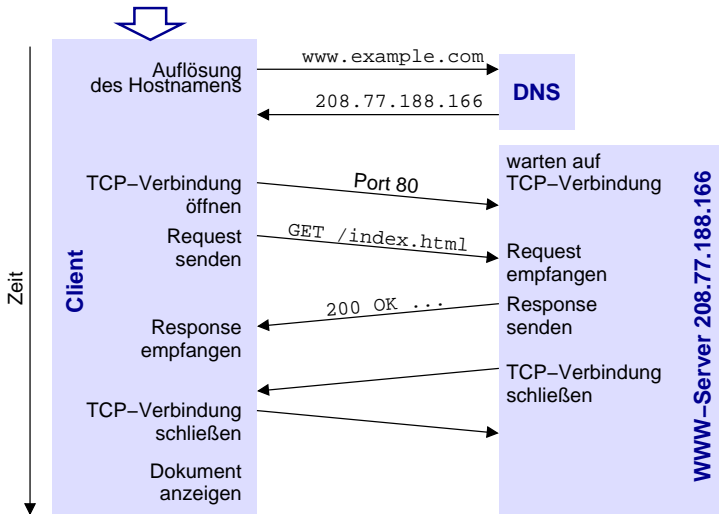 www.example.com
Auflösung
des Hostnamens
DNS
208.77.188.166
warten auf
TCP−Verbindung
TCP−Verbindung
öffnen
Port 80
Request
senden
GET /index.html
Request
empfangen
Zeit
Client
WWW−Server 208.77.188.166
200 OK ...
Response
senden
Response
empfangen
TCP−Verbindung
schließen
TCP−Verbindung
schließen
Dokument
anzeigen